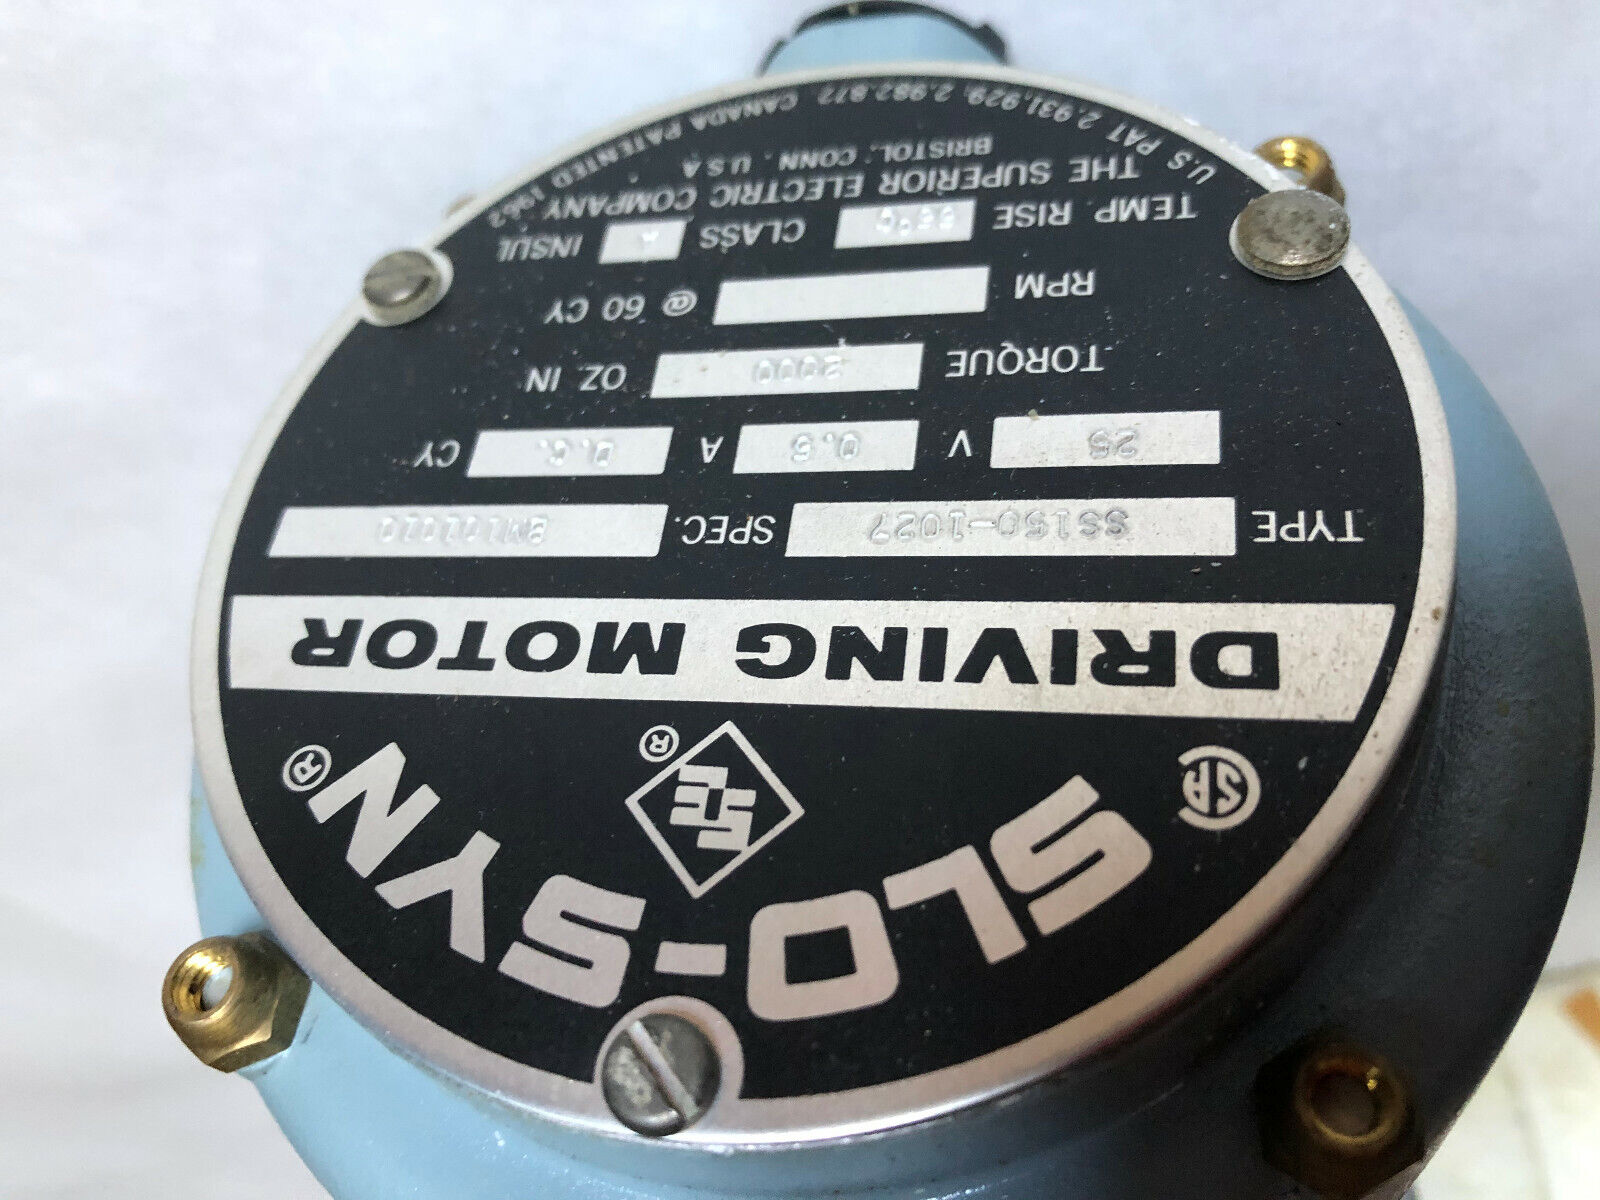 SLO-SYN®
SA
SE ®
DRIVING MOTOR
TYPE SS150-1027 SPEC.
25 V 0.5 A D.C. CY
TORQUE 2000 OZ IN
RPM @ 60 CY
TEMP. RISE CLASS A INSUL
THE SUPERIOR ELECTRIC COMPANY
BRISTOL, CONN., U.S.A.
U.S. PAT. 2,931,929, 2,982,872 CANADA PATENTED 1962